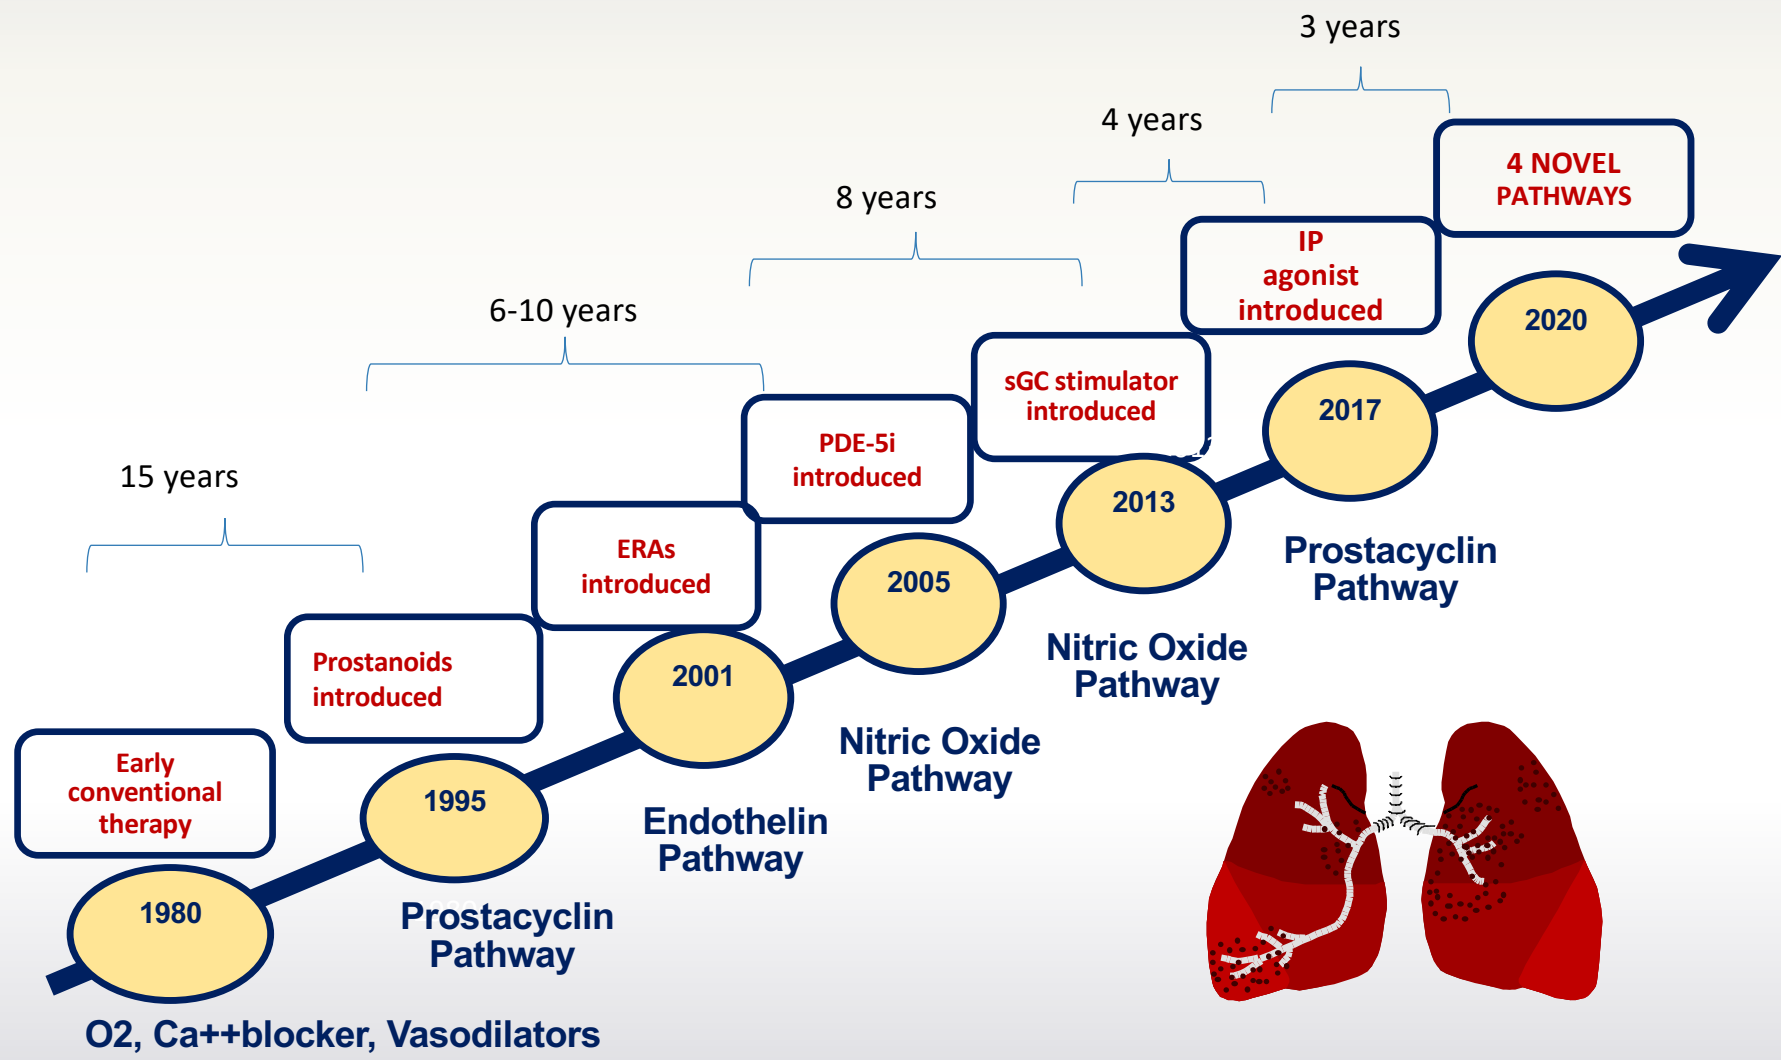 3 years
4 years
8 years
6-10 years
15 years
4 NOVEL
PATHWAYS
IP
agonist
introduced
sGC stimulator
introduced
PDE-5i
introduced
ERAs
introduced
Prostanoids
introduced
Early
conventional
therapy
2020
2017
2013
2005
2001
1995
1980
Prostacyclin
Pathway
Nitric Oxide
Pathway
Nitric Oxide
Pathway
Endothelin
Pathway
Prostacyclin
Pathway
O2, Ca++blocker, Vasodilators